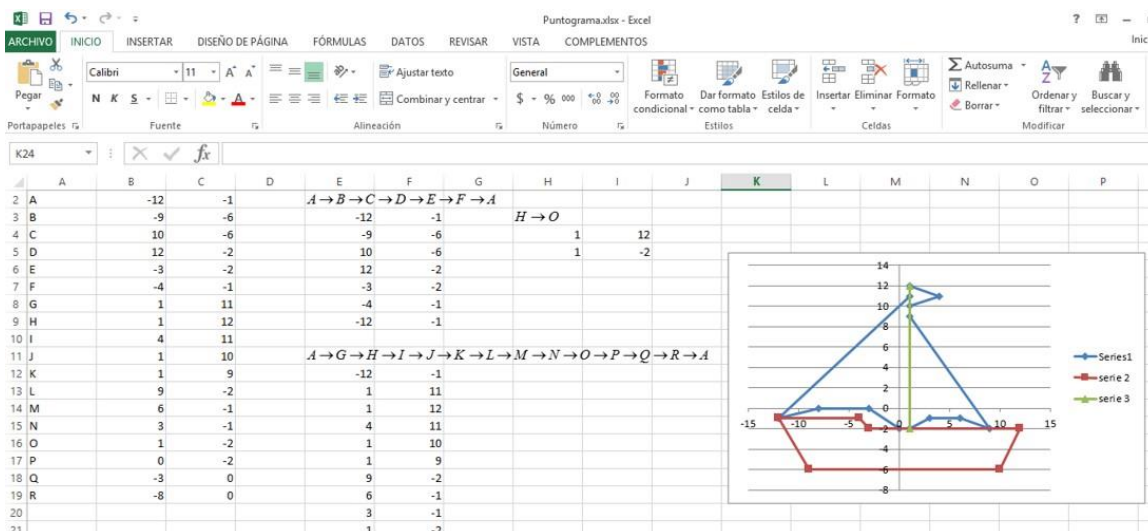 Puntograma.xlsx - Excel
?
ARCHIVO INICIO INSERTAR DISEÑO DE PÁGINA FÓRMULAS DATOS REVISAR VISTA COMPLEMENTOS Inic
Pegar
Calibri 11 A A
N K S A
Ajustar texto
Combinar y centrar
General
$ % 000
Formato condicional
Dar formato como tabla
Estilos de celda
Insertar Eliminar Formato
Autosuma
Rellenar
Borrar
Ordenar y filtrar
Buscar y seleccionar
Portapapeles Fuente Alineación Número Estilos Celdas Modificar
K24 fx
A B C D E F G H I J K L M N O P
2 A -12 -1 A→B→C→D→E→F→A
3 B -9 -6 -12 -1 H→O
4 C 10 -6 -9 -6 1 12
5 D 12 -2 10 -6 1 -2
6 E -3 -2 12 -2
7 F -4 -1 -3 -2
8 G 1 11 -4 -1
9 H 1 12 -12 -1
10 I 4 11
11 J 1 10 A→G→H→I→J→K→L→M→N→O→P→Q→R→A
12 K 1 9 -12 -1
13 L 9 -2 1 11
14 M 6 -1 1 12
15 N 3 -1 4 11
16 O 1 -2 1 10
17 P 0 -2 1 9
18 Q -3 0 9 -2
19 R -8 0 6 -1
20 3 -1
21 1 -2
14
12
10
8
6
4
2
0
-15 -10 -5 5 10 15
-2
-4
-6
-8
Series1
serie 2
serie 3